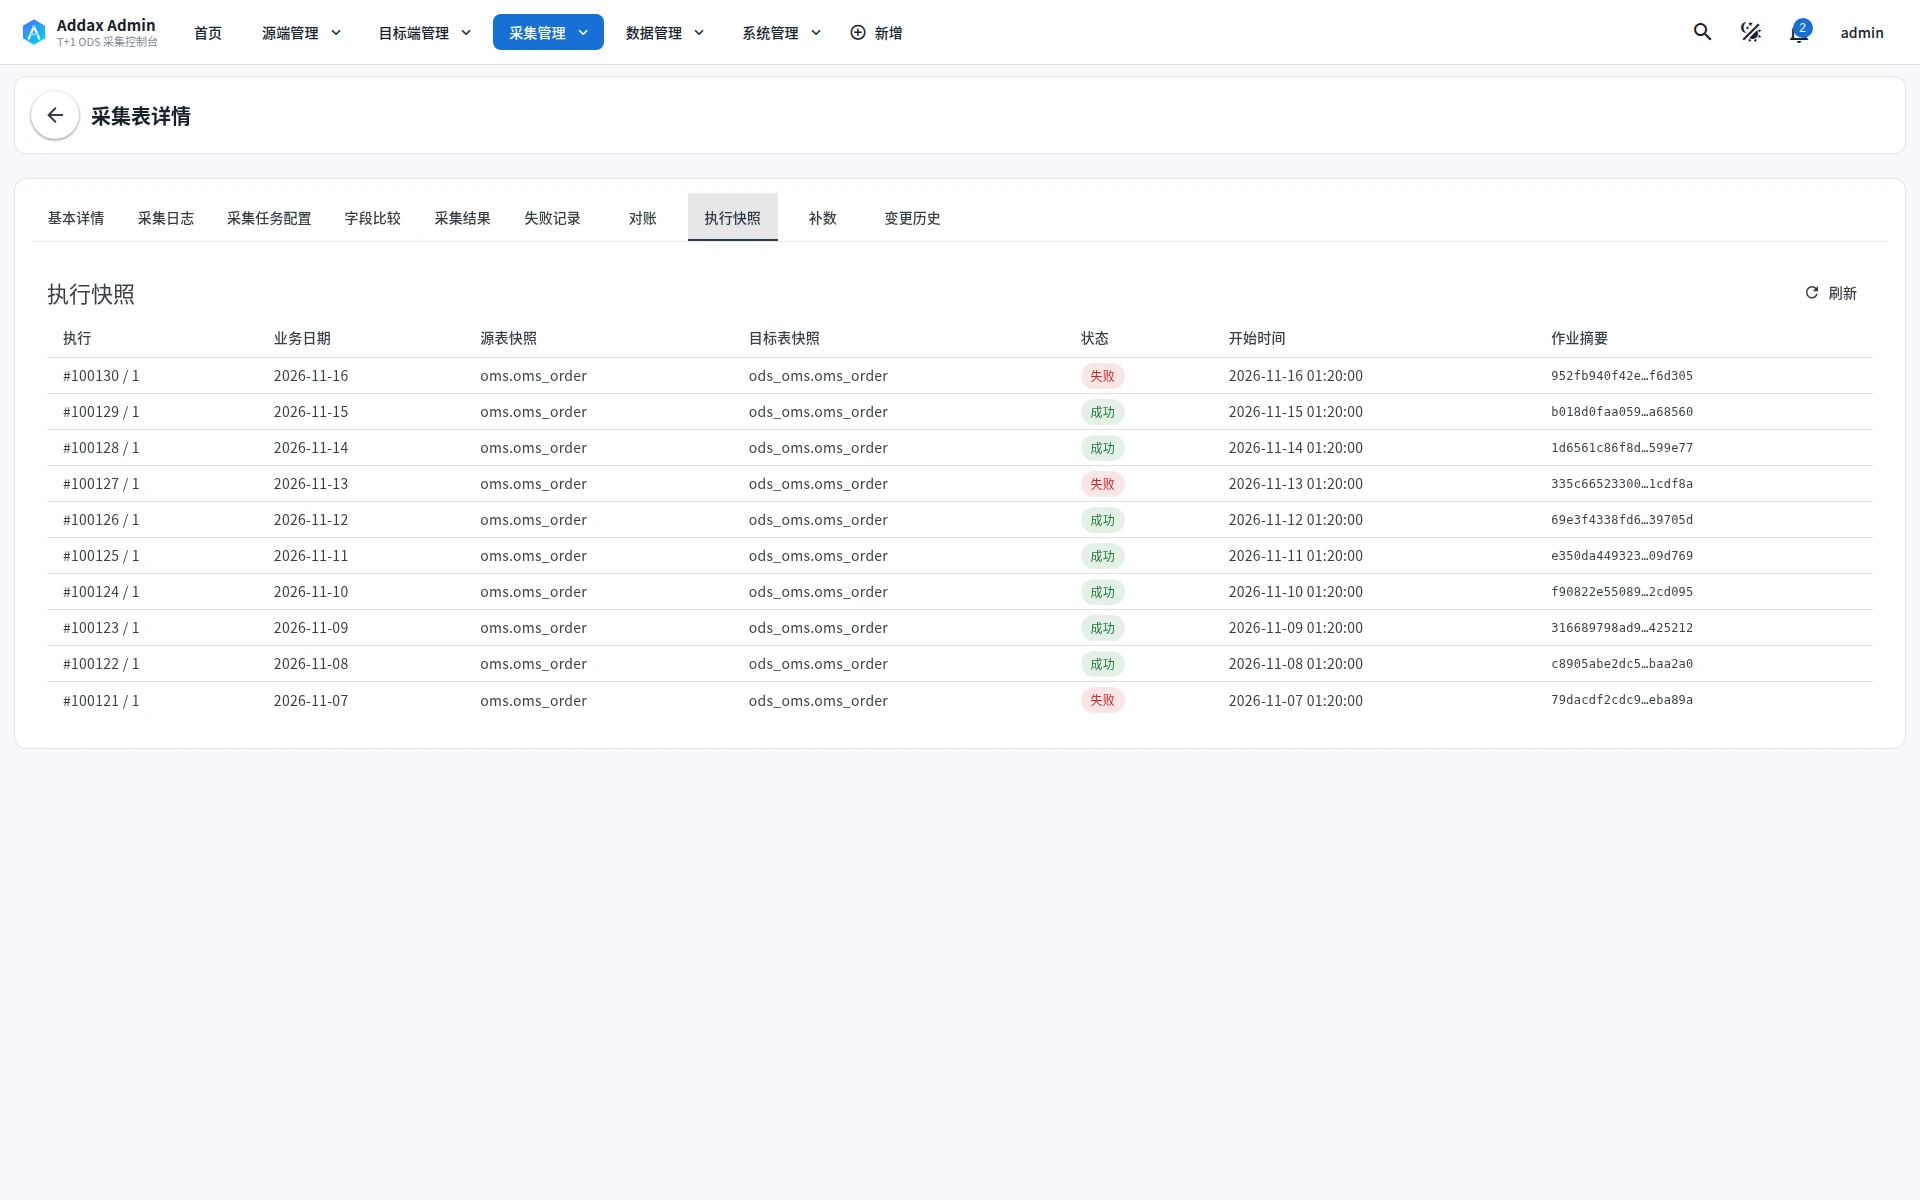 Addax Admin
T+1 ODS 采集控制台
首页 源端管理 目标端管理 采集管理 数据管理 系统管理 新增 2 admin
采集表详情
基本详情 采集日志 采集任务配置 字段比较 采集结果 失败记录 对账 执行快照 补数 变更历史
执行快照 刷新
执行 业务日期 源表快照 目标表快照 状态 开始时间 作业摘要
#100130 / 1 2026-11-16 oms.oms_order ods_oms.oms_order 失败 2026-11-16 01:20:00 952fb940f42e…f6d305
#100129 / 1 2026-11-15 oms.oms_order ods_oms.oms_order 成功 2026-11-15 01:20:00 b018d0faa059…a68560
#100128 / 1 2026-11-14 oms.oms_order ods_oms.oms_order 成功 2026-11-14 01:20:00 1d6561c86f8d…599e77
#100127 / 1 2026-11-13 oms.oms_order ods_oms.oms_order 失败 2026-11-13 01:20:00 335c66523300…1cdf8a
#100126 / 1 2026-11-12 oms.oms_order ods_oms.oms_order 成功 2026-11-12 01:20:00 69e3f4338fd6…39705d
#100125 / 1 2026-11-11 oms.oms_order ods_oms.oms_order 成功 2026-11-11 01:20:00 e350da449323…09d769
#100124 / 1 2026-11-10 oms.oms_order ods_oms.oms_order 成功 2026-11-10 01:20:00 f90822e55089…2cd095
#100123 / 1 2026-11-09 oms.oms_order ods_oms.oms_order 成功 2026-11-09 01:20:00 316689798ad9…425212
#100122 / 1 2026-11-08 oms.oms_order ods_oms.oms_order 成功 2026-11-08 01:20:00 c8905abe2dc5…baa2a0
#100121 / 1 2026-11-07 oms.oms_order ods_oms.oms_order 失败 2026-11-07 01:20:00 79dacdf2cdc9…eba89a